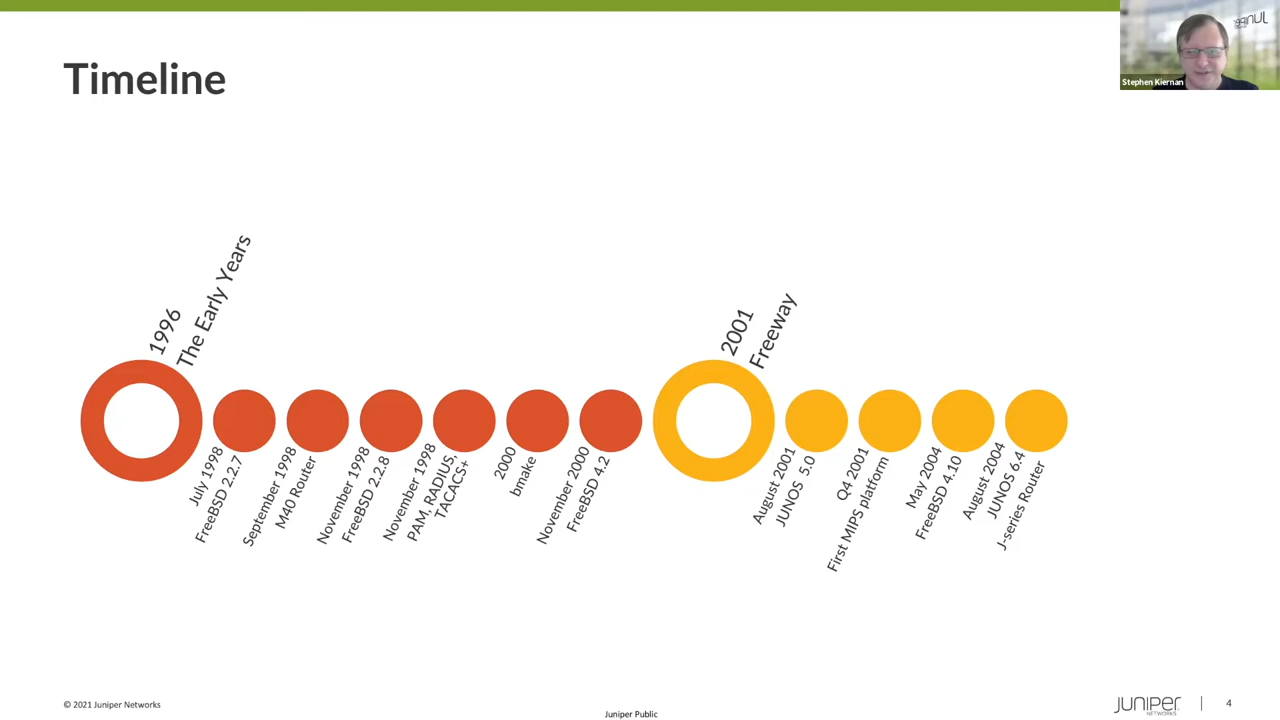 Timeline
Stephen Kiernan
1996
The Early Years
July 1998
FreeBSD 2.2.7
September 1998
M40 Router
November 1998
FreeBSD 2.2.8
November 1998
PAM, RADIUS,
TACACS+
2000
bmake
November 2000
FreeBSD 4.2
2001
Freeway
August 2001
JUNOS 5.0
Q4 2001
First MIPS platform
May 2004
FreeBSD 4.10
August 2004
JUNOS 6.4
J-series Router
© 2021 Juniper Networks
Juniper Public
JUNIPER
NETWORKS
4